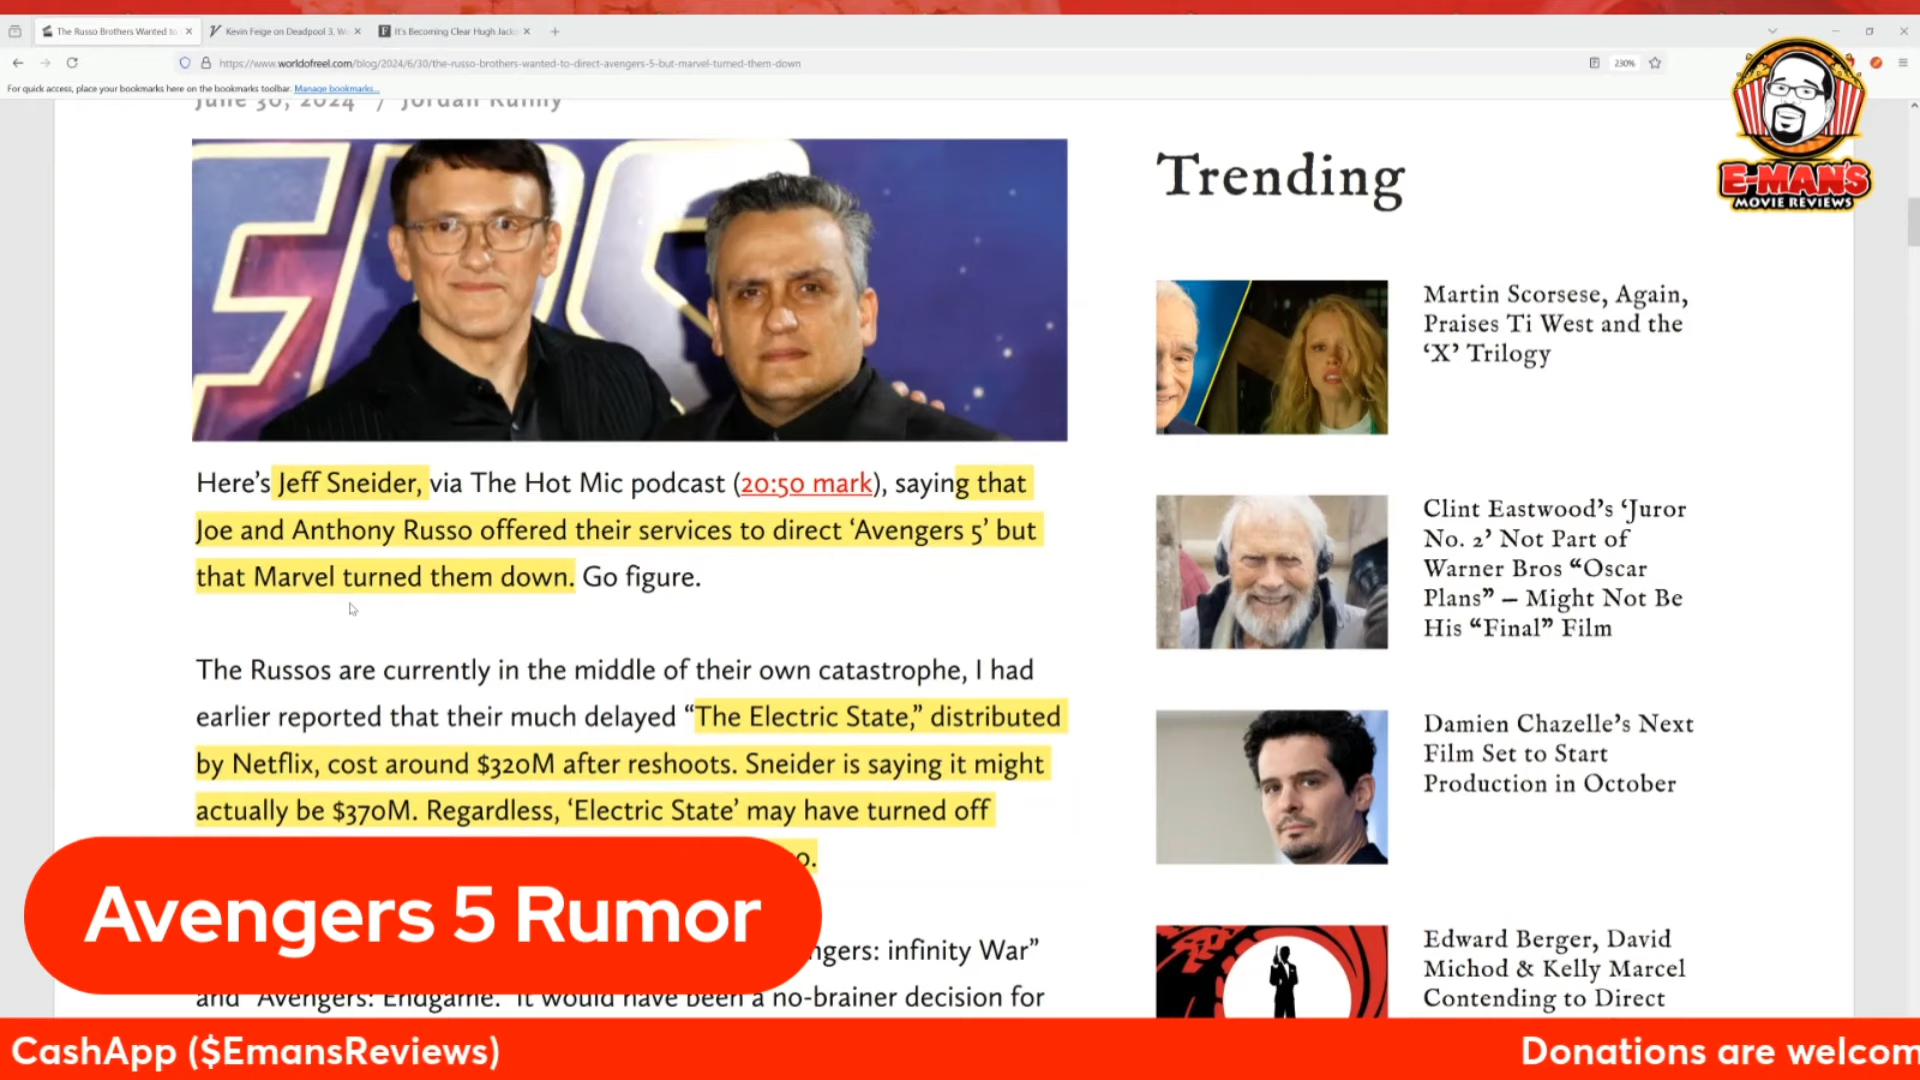 The Russo Brothers Wanted to
Kevin Feige on Deadpool 3, Wo
It's Becoming Clear Hugh Jack
https://www.worldofreel.com/blog/2024/6/30/the-russo-brothers-wanted-to-direct-avengers-5-but-marvel-turned-them-down
230%
For quick access, place your bookmarks here on the bookmarks toolbar. Manage bookmarks...
June 30, 2024 / Jordan Ruimy
E-MAN'S
MOVIE REVIEWS
Here's Jeff Sneider, via The Hot Mic podcast (20:50 mark), saying that
Joe and Anthony Russo offered their services to direct 'Avengers 5' but
that Marvel turned them down. Go figure.
The Russos are currently in the middle of their own catastrophe, I had
earlier reported that their much delayed “The Electric State,” distributed
by Netflix, cost around $320M after reshoots. Sneider is saying it might
actually be $370M. Regardless, ‘Electric State’ may have turned off
o.
ngers: infinity War”
and “Avengers: Endgame.” It would have been a no-brainer decision for
Trending
Martin Scorsese, Again,
Praises Ti West and the
‘X’ Trilogy
Clint Eastwood’s ‘Juror
No. 2’ Not Part of
Warner Bros “Oscar
Plans” — Might Not Be
His “Final” Film
Damien Chazelle’s Next
Film Set to Start
Production in October
Edward Berger, David
Michod & Kelly Marcel
Contending to Direct
Avengers 5 Rumor
CashApp ($EmansReviews)
Donations are welcom